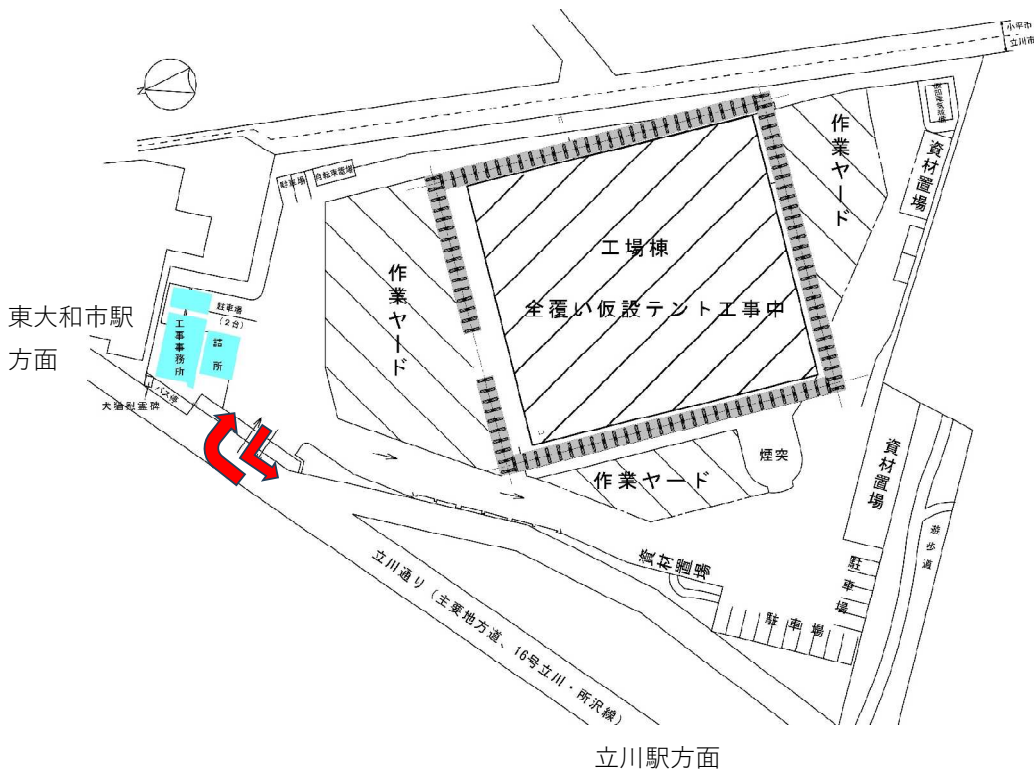 小平市
立川市
作業ヤード
資材置場
駐車場
自転車置場
工場棟
全覆い仮設テント工事中
作業ヤード
東大和市駅
方面
駐車場
(2台)
工事事務所
詰所
バス停
煙突
作業ヤード
資材置場
遊歩道
資材置場
駐車場
駐車場
立川通り(主要地方道、16号立川・所沢線)
立川駅方面